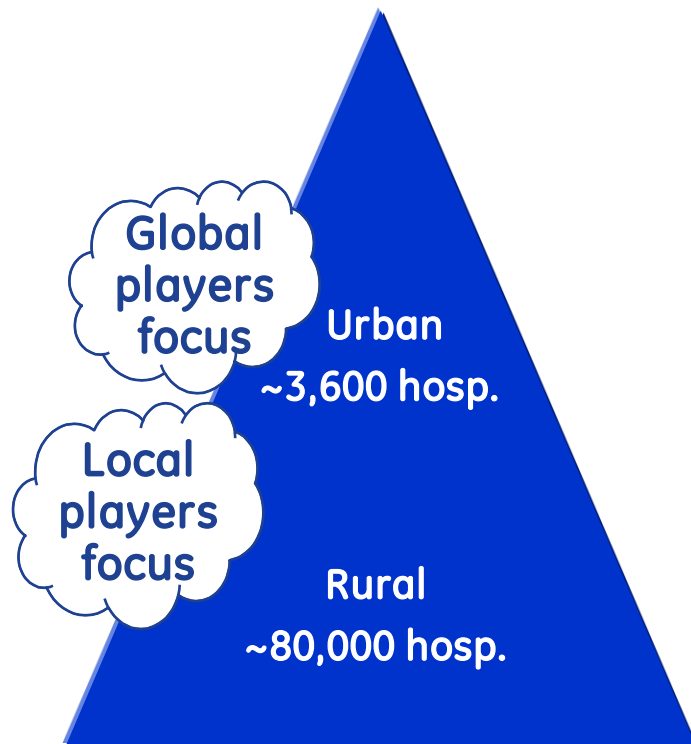 Global
players
focus
Urban
~3,600 hosp.
Local
players
focus
Rural
~80,000 hosp.